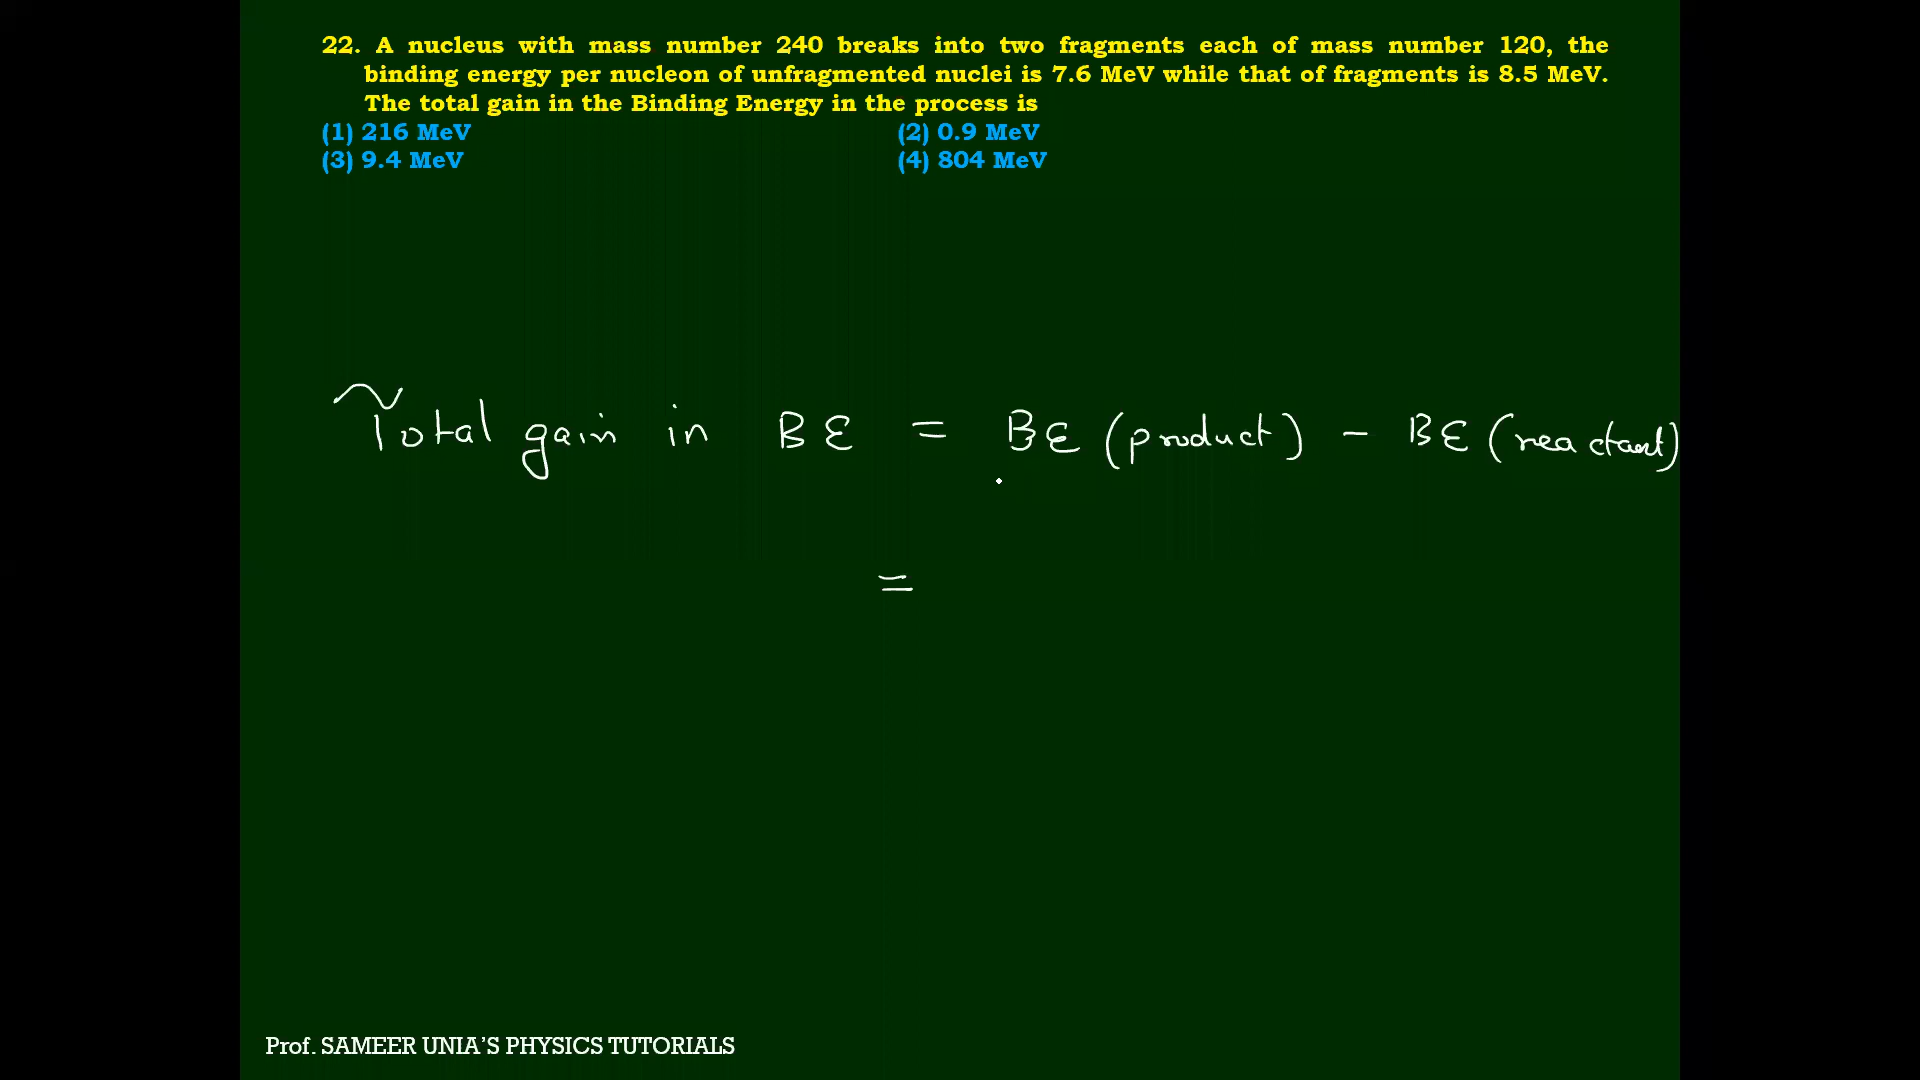 22. A nucleus with mass number 240 breaks into two fragments each of mass number 120, the
binding energy per nucleon of unfragmented nuclei is 7.6 MeV while that of fragments is 8.5 MeV.
The total gain in the Binding Energy in the process is
(1) 216 MeV (2) 0.9 MeV
(3) 9.4 MeV (4) 804 MeV
Total gain in BE = BE (product) - BE (reactant)
=
Prof. SAMEER UNIA'S PHYSICS TUTORIALS